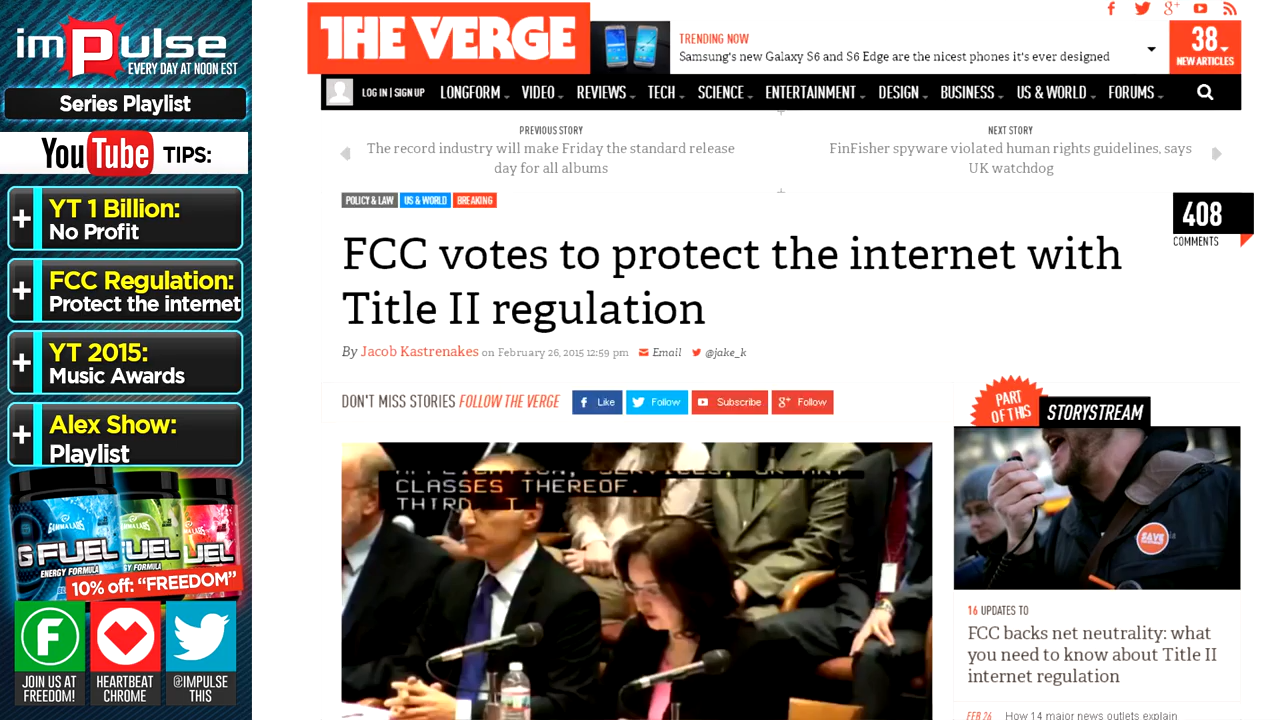 imPulse
EVERY DAY AT NOON EST
Series Playlist
YouTube TIPS:
+ YT 1 Billion:
No Profit
+ FCC Regulation:
Protect the internet
+ YT 2015:
Music Awards
+ Alex Show:
Playlist
GAMMA LABS
GAMMA LABS
G FUEL
UEL
UEL
ENERGY FORMULA
10% off: "FREEDOM"
JOIN US AT
FREEDOM!
HEARTBEAT
CHROME
@IMPULSE
THIS
THE VERGE
TRENDING NOW
Samsung's new Galaxy S6 and S6 Edge are the nicest phones it's ever designed
38
NEW ARTICLES
LOG IN | SIGN UP LONGFORM VIDEO REVIEWS TECH SCIENCE ENTERTAINMENT DESIGN BUSINESS US & WORLD FORUMS
PREVIOUS STORY
The record industry will make Friday the standard release
day for all albums
NEXT STORY
FinFisher spyware violated human rights guidelines, says
UK watchdog
POLICY & LAW US & WORLD BREAKING
408
COMMENTS
FCC votes to protect the internet with
Title II regulation
By Jacob Kastrenakes on February 26, 2015 12:59 pm Email @jake_k
DON'T MISS STORIES FOLLOW THE VERGE Like Follow Subscribe Follow
CLASSES THEREOF.
THIRD, I
PART
OF THIS
STORYSTREAM
SAVE
16 UPDATES TO
FCC backs net neutrality: what
you need to know about Title II
internet regulation
FEB 26 How 14 major news outlets explain